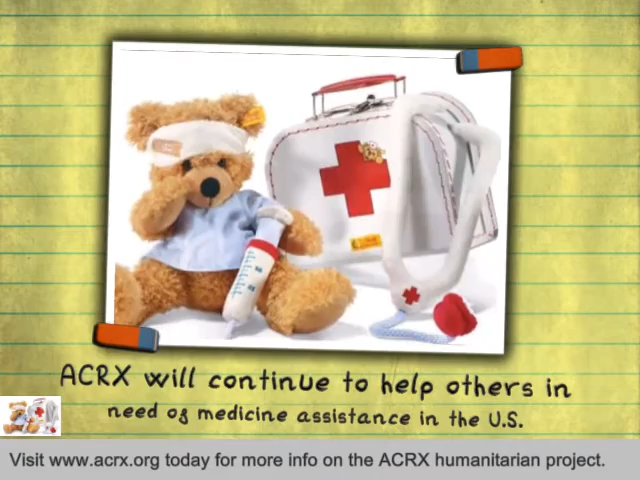 ACRX will continue to help others in
need of medicine assistance in the U.S.
Visit www.acrx.org today for more info on the ACRX humanitarian project.